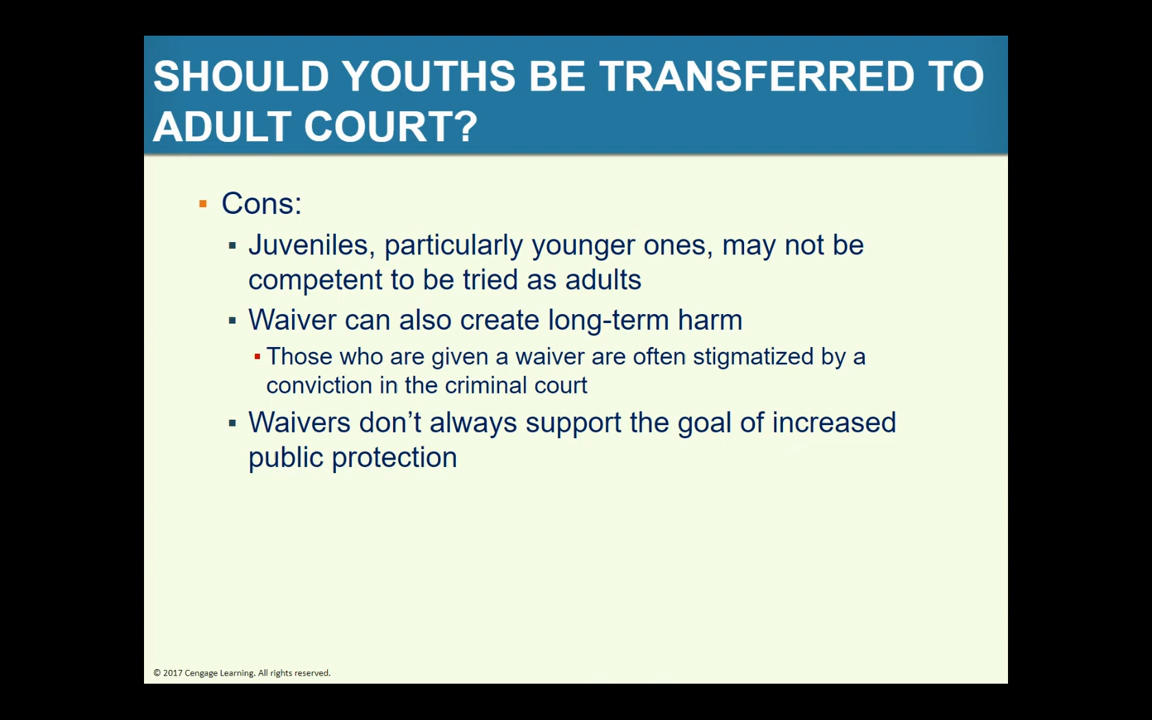 SHOULD YOUTHS BE TRANSFERRED TO
ADULT COURT?
▪ Cons:
▪ Juveniles, particularly younger ones, may not be
competent to be tried as adults
▪ Waiver can also create long-term harm
▪ Those who are given a waiver are often stigmatized by a
conviction in the criminal court
▪ Waivers don’t always support the goal of increased
public protection
© 2017 Cengage Learning. All rights reserved.